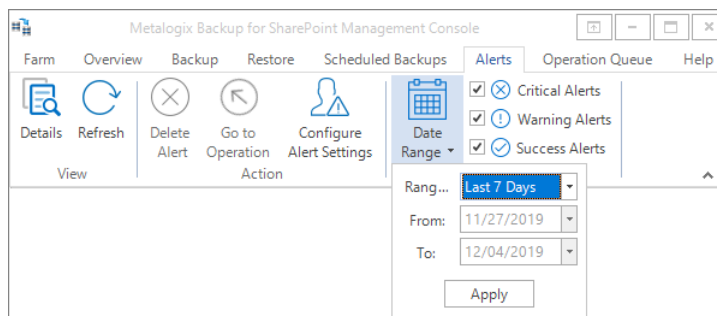 Metalogix Backup for SharePoint Management Console
Farm Overview Backup Restore Scheduled Backups Alerts Operation Queue Help
Details Refresh Delete Alert Go to Operation Configure Alert Settings Date Range
Critical Alerts
Warning Alerts
Success Alerts
View Action
Rang... Last 7 Days
From: 11/27/2019
To: 12/04/2019
Apply